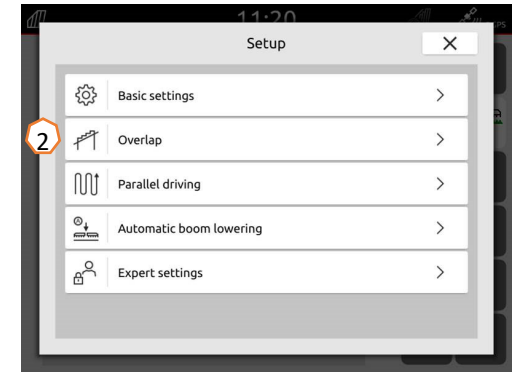 11:20
Setup
Basic settings
2
Overlap
Parallel driving
Automatic boom lowering
Expert settings